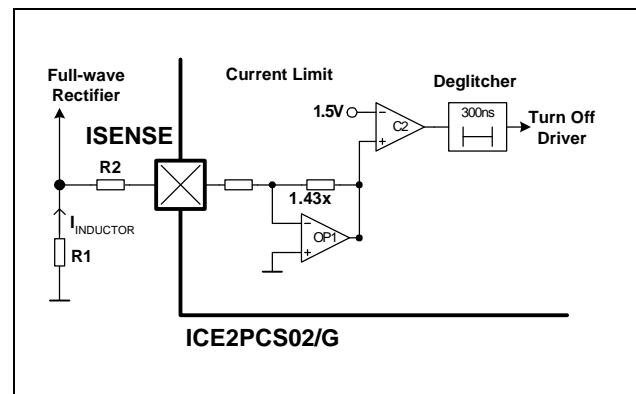 Full-wave
Rectifier
Current Limit
Deglitcher
ISENSE
1.5V
C2
300ns
Turn Off
Driver
R2
1.43x
IINDUCTOR
OP1
R1
ICE2PCS02/G
−
+
−
+